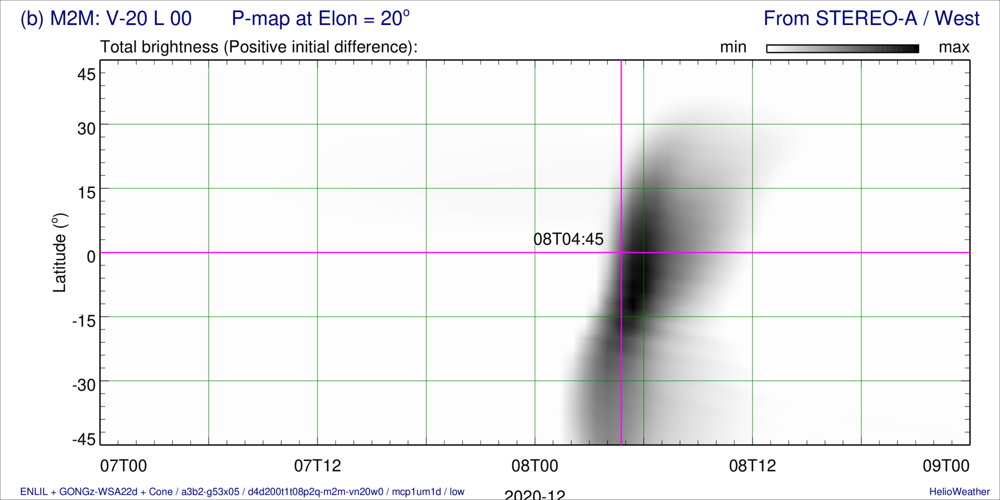 (b) M2M: V-20 L 00 P-map at Elon = 20° From STEREO-A / West
Total brightness (Positive initial difference): min max
45
30
15
08T04:45
0
-15
-30
-45
Latitude (°)
07T00 07T12 08T00 08T12 09T00
2020-12
ENLIL + GONGz-WSA22d + Cone / a3b2-g53x05 / d4d200t1t08p2q-m2m-vn20w0 / mcp1um1d / low HelioWeather